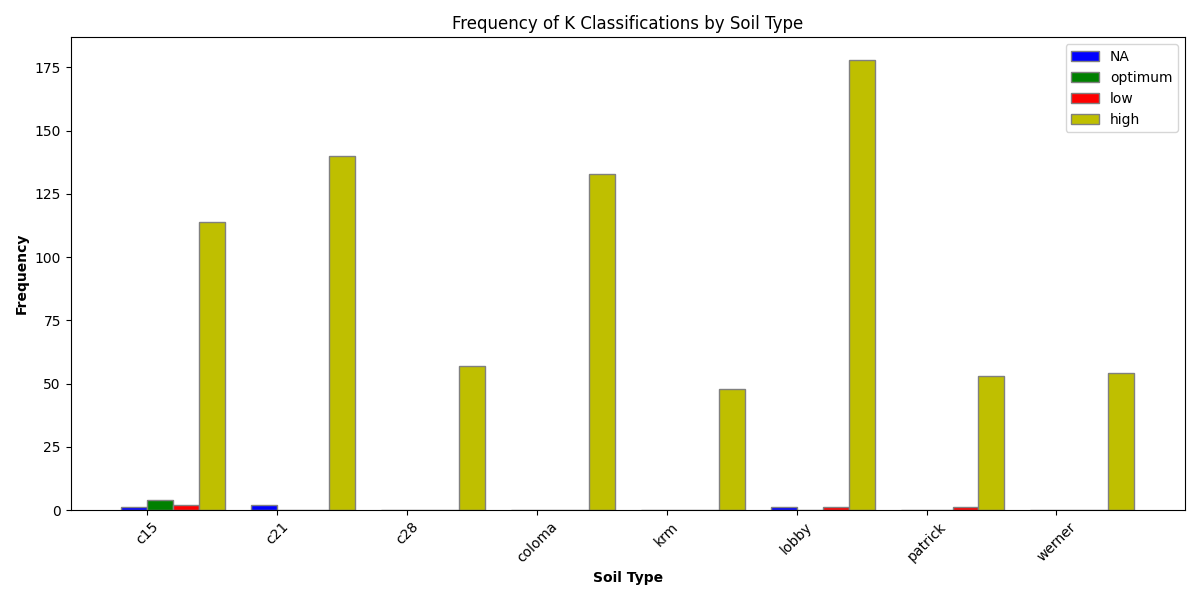 Frequency of K Classifications by Soil Type
NA
optimum
low
high
Frequency
175
150
125
100
75
50
25
0
c15
c21
c28
coloma
krm
lobby
patrick
werner
Soil Type